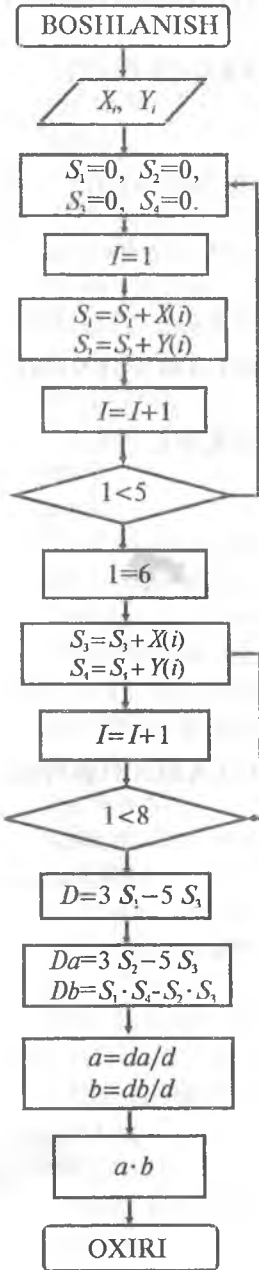 BOSHLANISH
Xᵢ, Yᵢ
S₁=0, S₂=0,
S₃=0, S₄=0.
I=1
S₁=S₁+X(i)
S₂=S₂+Y(i)
I=I+1
1<5
1=6
S₃=S₃+X(i)
S₄=S₄+Y(i)
I=I+1
1<8
D=3 S₁−5 S₃
Da=3 S₂−5 S₃
Db=S₁·S₄-S₂·S₃
a=da/d
b=db/d
a·b
OXIRI